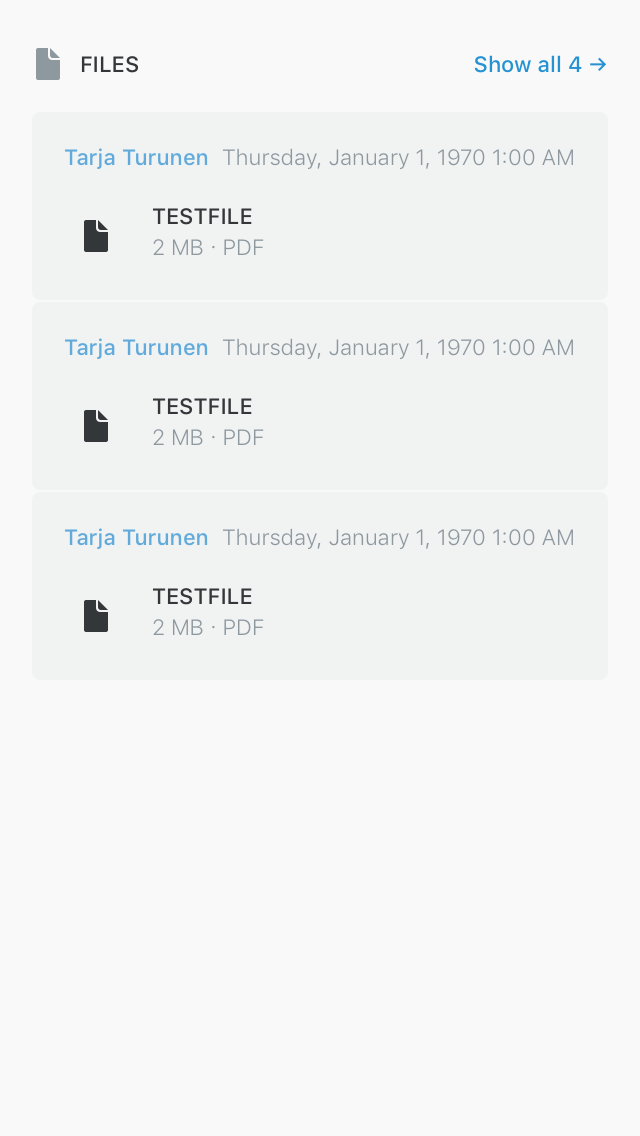 FILES
Show all 4 →
Tarja Turunen Thursday, January 1, 1970 1:00 AM
TESTFILE
2 MB · PDF
Tarja Turunen Thursday, January 1, 1970 1:00 AM
TESTFILE
2 MB · PDF
Tarja Turunen Thursday, January 1, 1970 1:00 AM
TESTFILE
2 MB · PDF